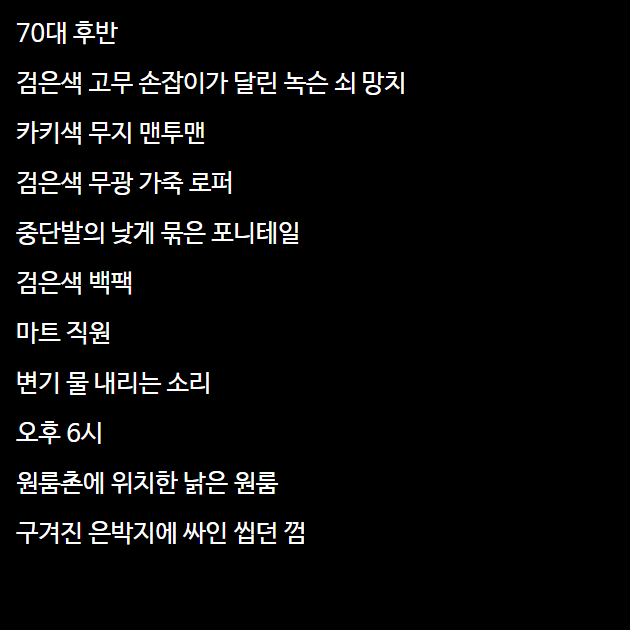 70대 후반
검은색 고무 손잡이가 달린 녹슨 쇠 망치
카키색 무지 맨투맨
검은색 무광 가죽 로퍼
중단발의 낮게 묶은 포니테일
검은색 백팩
마트 직원
변기 물 내리는 소리
오후 6시
원룸촌에 위치한 낡은 원룸
구겨진 은박지에 싸인 씹던 껌